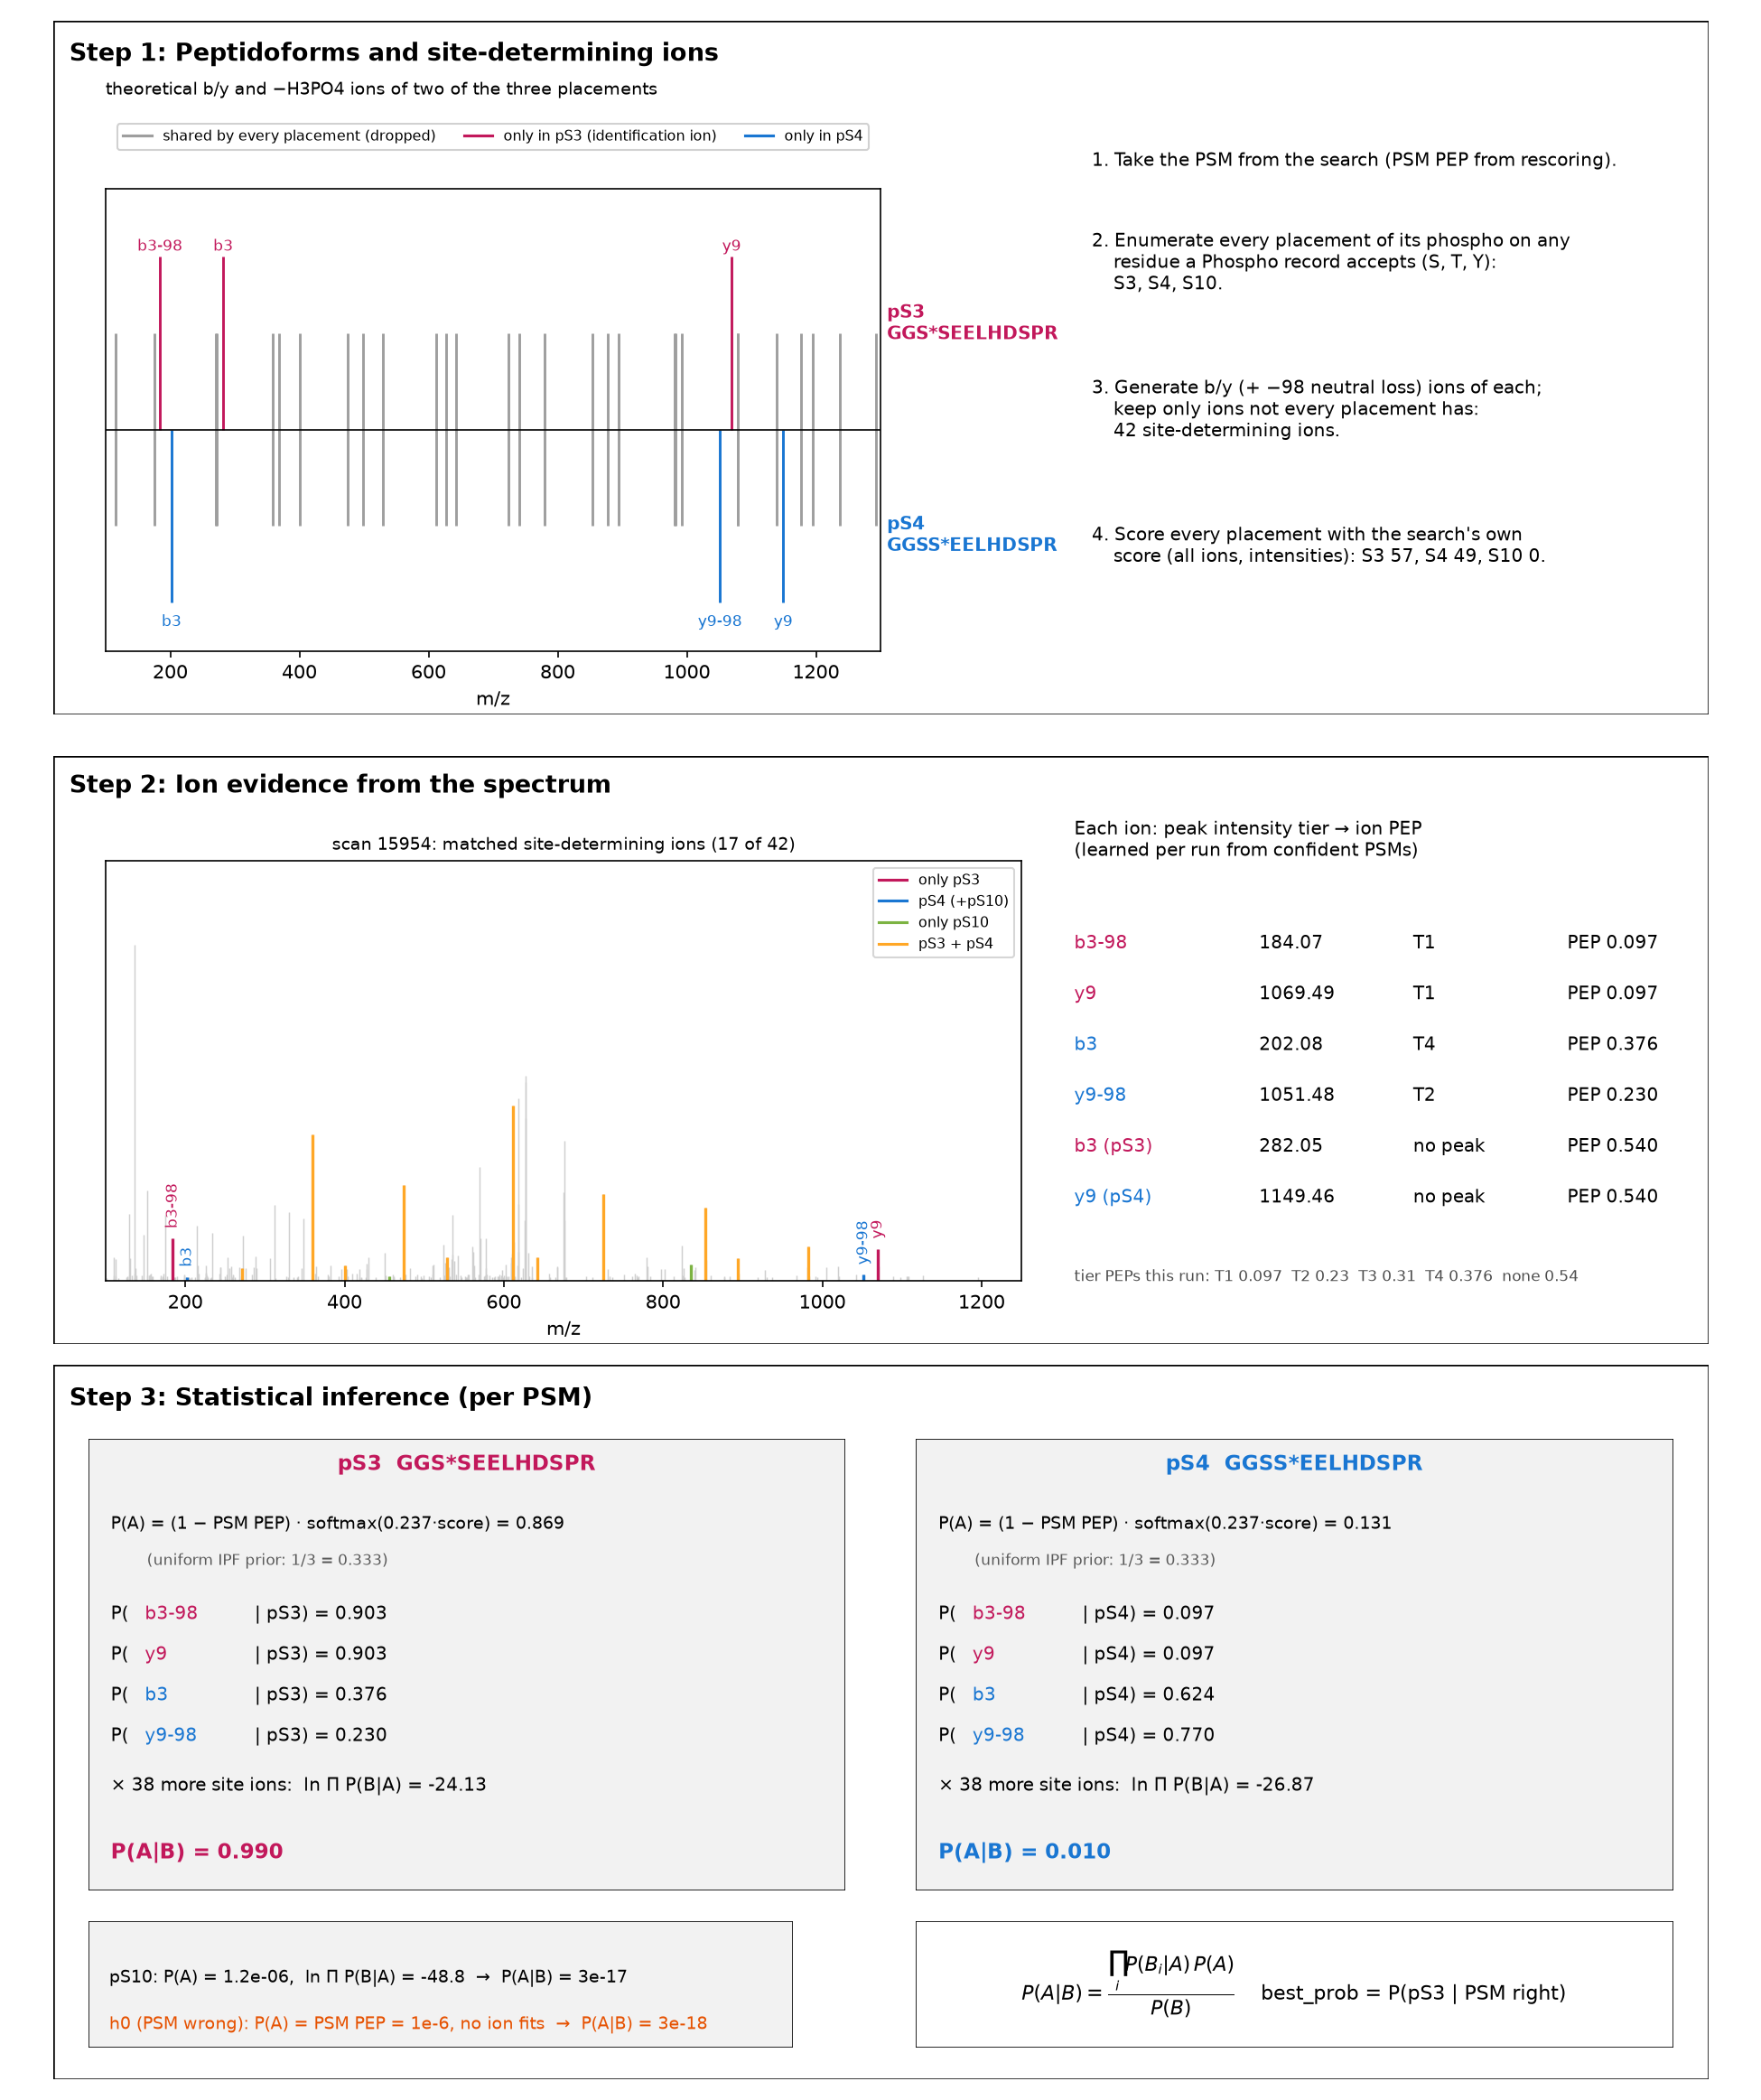 Step 1: Peptidoforms and site-determining ions
theoretical b/y and −H3PO4 ions of two of the three placements
shared by every placement (dropped)
only in pS3 (identification ion)
only in pS4
b3-98
b3
y9
pS3
GGS*SEELHDSPR
pS4
GGSS*EELHDSPR
b3
y9-98
y9
200
400
600
800
1000
1200
m/z
1. Take the PSM from the search (PSM PEP from rescoring).
2. Enumerate every placement of its phospho on any
residue a Phospho record accepts (S, T, Y):
S3, S4, S10.
3. Generate b/y (+ −98 neutral loss) ions of each;
keep only ions not every placement has:
42 site-determining ions.
4. Score every placement with the search's own
score (all ions, intensities): S3 57, S4 49, S10 0.
Step 2: Ion evidence from the spectrum
scan 15954: matched site-determining ions (17 of 42)
only pS3
pS4 (+pS10)
only pS10
pS3 + pS4
b3-98
b3
y9-98
y9
200
400
600
800
1000
1200
m/z
Each ion: peak intensity tier → ion PEP
(learned per run from confident PSMs)
b3-98 184.07 T1 PEP 0.097
y9 1069.49 T1 PEP 0.097
b3 202.08 T4 PEP 0.376
y9-98 1051.48 T2 PEP 0.230
b3 (pS3) 282.05 no peak PEP 0.540
y9 (pS4) 1149.46 no peak PEP 0.540
tier PEPs this run: T1 0.097 T2 0.23 T3 0.31 T4 0.376 none 0.54
Step 3: Statistical inference (per PSM)
pS3 GGS*SEELHDSPR
P(A) = (1 − PSM PEP) · softmax(0.237·score) = 0.869
(uniform IPF prior: 1/3 = 0.333)
P( b3-98 | pS3) = 0.903
P( y9 | pS3) = 0.903
P( b3 | pS3) = 0.376
P( y9-98 | pS3) = 0.230
× 38 more site ions: ln Π P(B|A) = -24.13
P(A|B) = 0.990
pS4 GGSS*EELHDSPR
P(A) = (1 − PSM PEP) · softmax(0.237·score) = 0.131
(uniform IPF prior: 1/3 = 0.333)
P( b3-98 | pS4) = 0.097
P( y9 | pS4) = 0.097
P( b3 | pS4) = 0.624
P( y9-98 | pS4) = 0.770
× 38 more site ions: ln Π P(B|A) = -26.87
P(A|B) = 0.010
pS10: P(A) = 1.2e-06, ln Π P(B|A) = -48.8 → P(A|B) = 3e-17
h0 (PSM wrong): P(A) = PSM PEP = 1e-6, no ion fits → P(A|B) = 3e-18
P(A|B) = ∏i P(Bi|A) P(A) / P(B) best_prob = P(pS3 | PSM right)